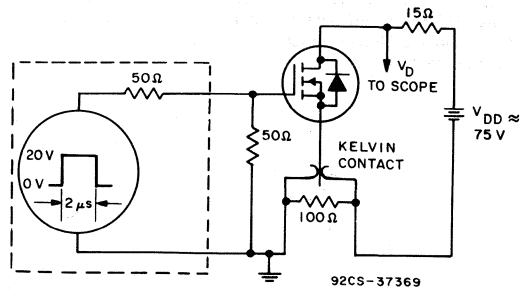 15Ω
V_D
TO SCOPE
50Ω
V_DD ≈
75 V
50Ω
KELVIN
CONTACT
20V
0V
2 μs
100Ω
92CS-37369